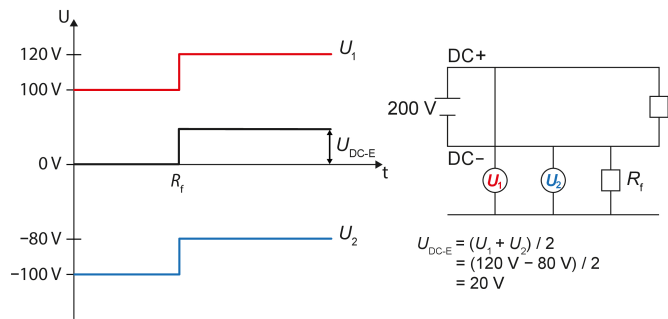 U
120 V
100 V
0 V
−80 V
−100 V
U1
UDC-E
t
Rf
U2
DC+
200 V
DC−
U1
U2
Rf
UDC-E = (U1 + U2) / 2
= (120 V − 80 V) / 2
= 20 V